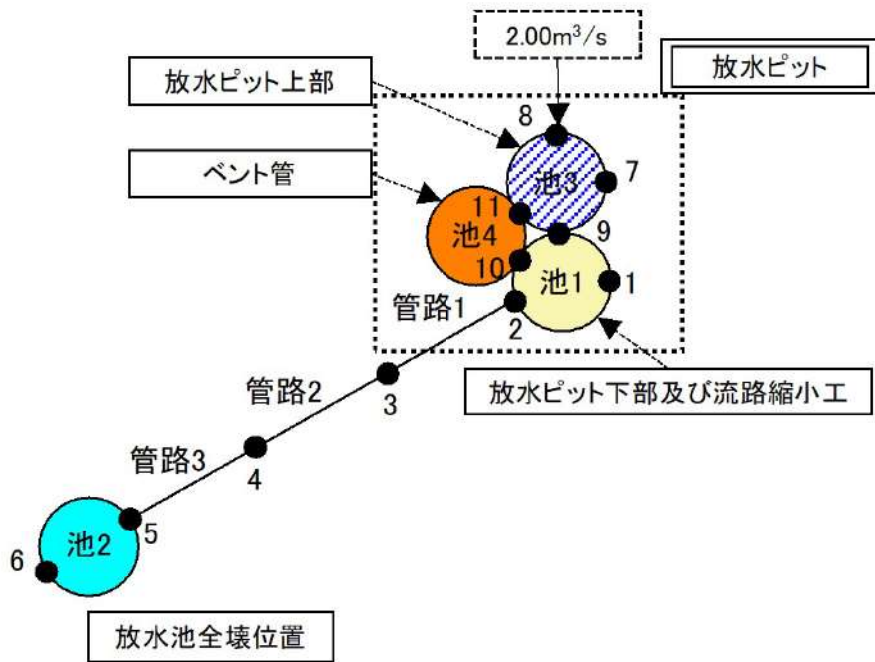 2.00m³/s
放水ピット
放水ピット上部
8
池3
7
ベント管
11
9
池4
10
池1
1
管路1
2
放水ピット下部及び流路縮小工
3
管路2
管路3
4
5
池2
6
放水池全壊位置